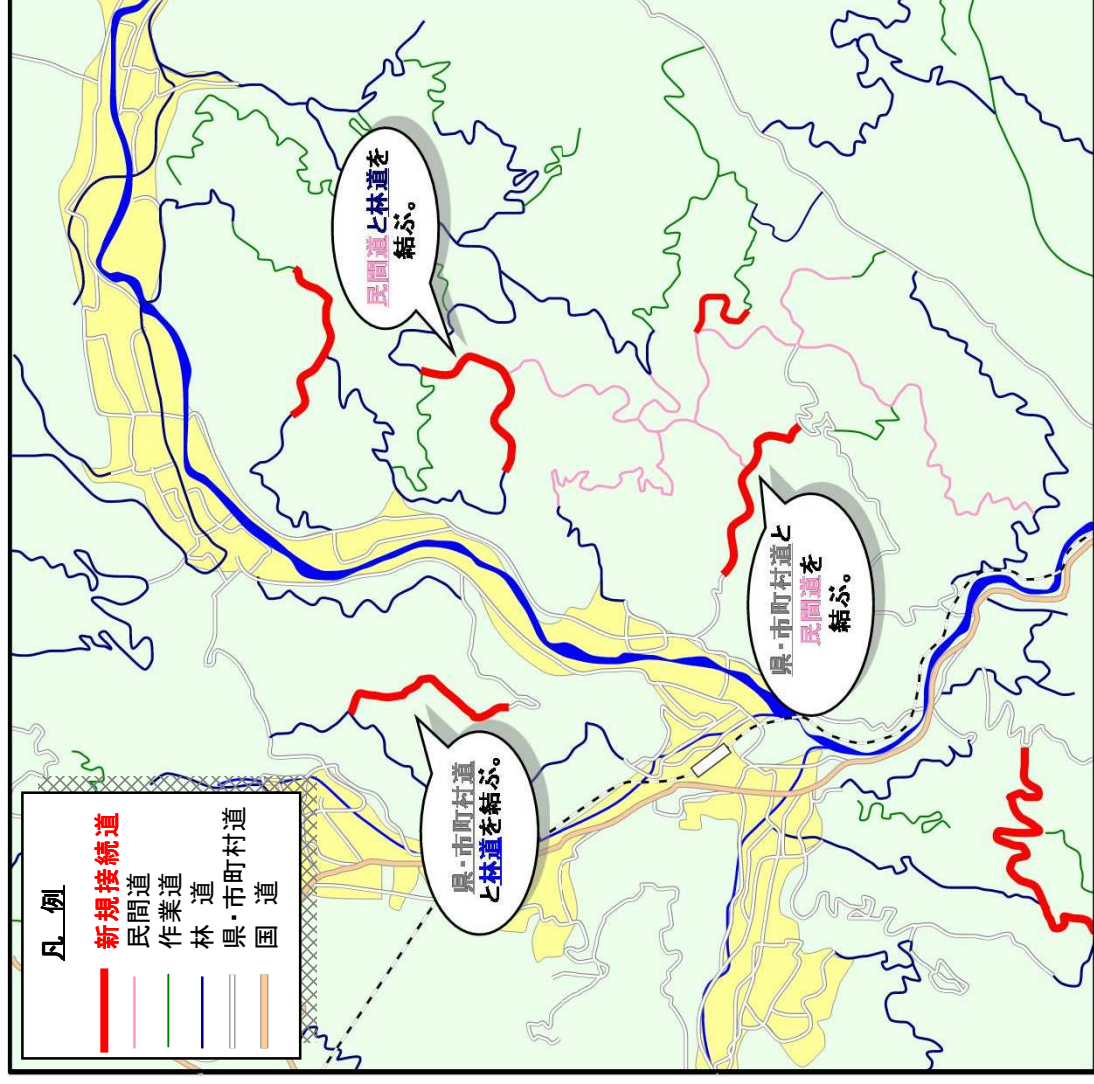 凡 例
新規接続道
民間道
作業道
林　道
県・市町村道
国　道
県・市町村道
と林道を結ぶ。
民間道と林道を
結ぶ。
県・市町村道と
民間道を
結ぶ。